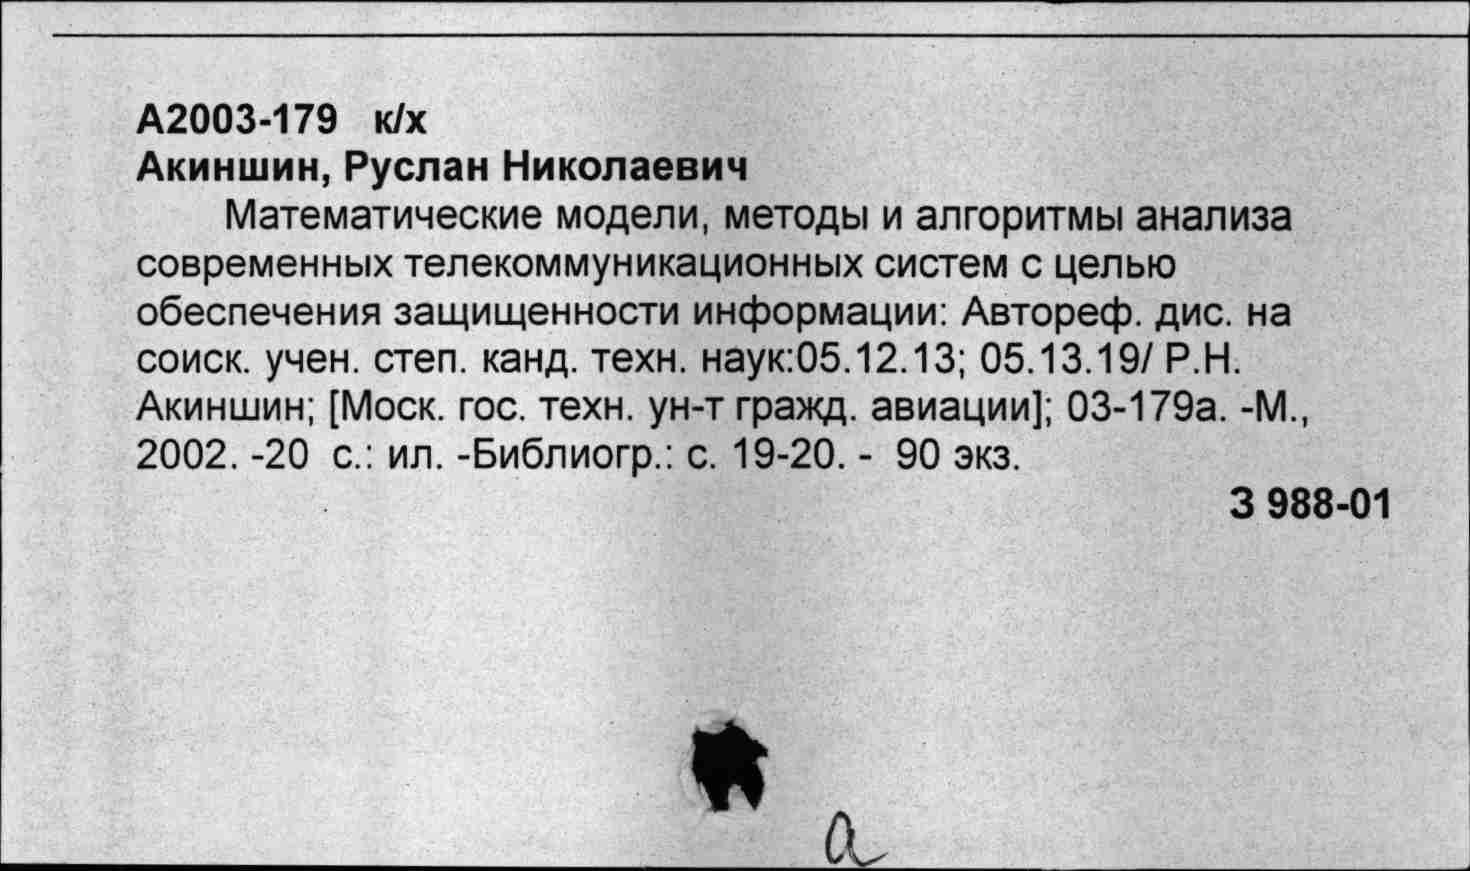 А2003-179 к/х
Акиншин, Руслан Николаевич
Математические модели, методы и алгоритмы анализа
современных телекоммуникационных систем с целью
обеспечения защищенности информации: Автореф. дис. на
соиск. учен. степ. канд. техн. наук:05.12.13; 05.13.19/ Р.Н.
Акиншин; [Моск. гос. техн. ун-т гражд. авиации]; 03-179а. -М.,
2002. -20 с.: ил. -Библиогр.: с. 19-20. - 90 экз.
З 988-01
а